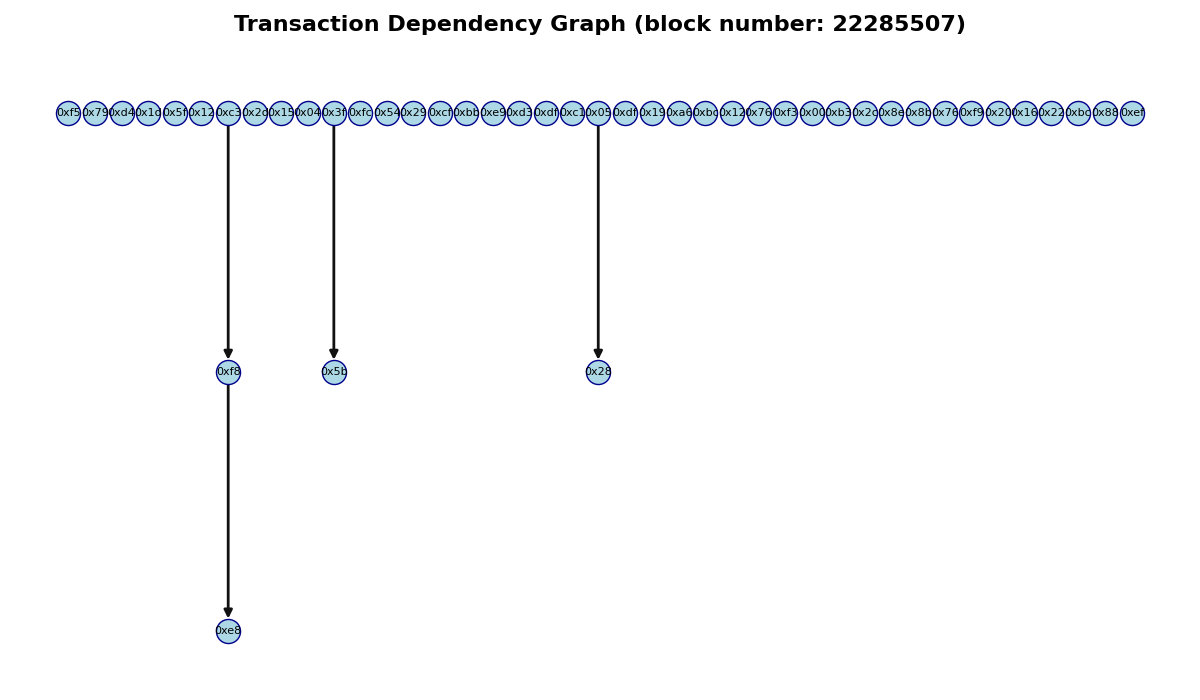 Transaction Dependency Graph (block number: 22285507)
0xf5 0x79 0xd4 0x1d 0x5f 0x12 0xc3 0x2d 0x15 0x04 0x3f 0xfc 0x54 0x29 0xcf 0xbb 0xe9 0xd3 0xdf 0xc1 0x05 0xdf 0x19 0xa6 0xbc 0x12 0x76 0xf3 0x00 0xb3 0x2c 0x8e 0x8b 0x76 0xf9 0x20 0x16 0x22 0xbc 0x88 0xef
0xf8 0x5b 0x28
0xe8